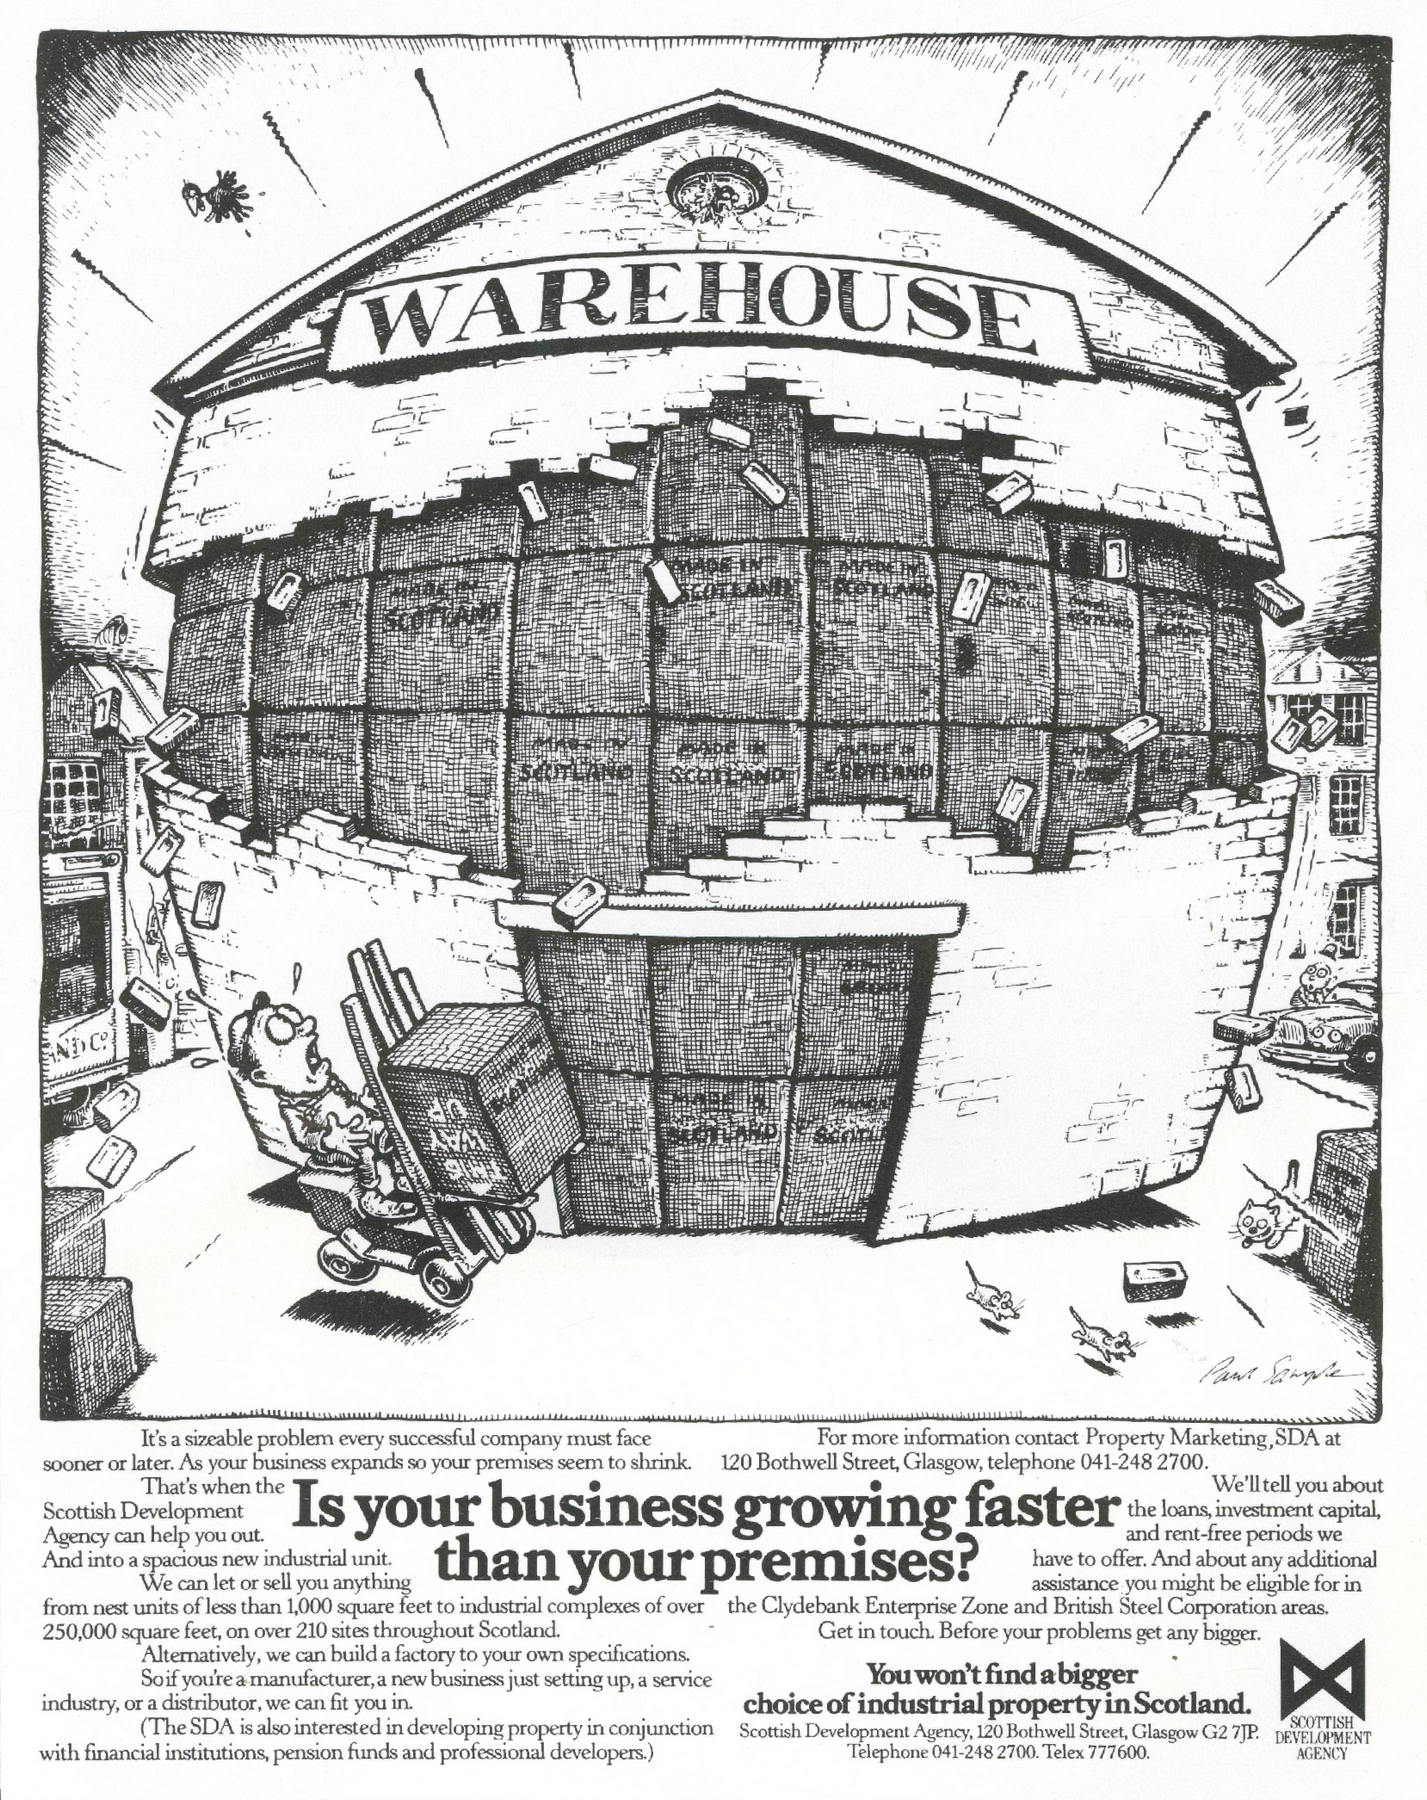 WAREHOUSE
MADE IN
SCOTLAND
MADE IN
SCOTLAND
MADE IN
SCOTLAND
SCOTLAND
MADE IN
SCOTLAND
MADE IN
SCOTLAND
MADE IN
SCOTLAND
MADE IN
SCOTLAND
MADE
SCOTL
AND Cº.
Paul Sample
It's a sizeable problem every successful company must face
sooner or later. As your business expands so your premises seem to shrink.
That's when the
Scottish Development
Agency can help you out.
And into a spacious new industrial unit.
We can let or sell you anything
from nest units of less than 1,000 square feet to industrial complexes of over
250,000 square feet, on over 210 sites throughout Scotland.
Alternatively, we can build a factory to your own specifications.
So if you're a manufacturer, a new business just setting up, a service
industry, or a distributor, we can fit you in.
(The SDA is also interested in developing property in conjunction
with financial institutions, pension funds and professional developers.)
Is your business growing faster
than your premises?
For more information contact Property Marketing, SDA at
120 Bothwell Street, Glasgow, telephone 041-248 2700.
We'll tell you about
the loans, investment capital,
and rent-free periods we
have to offer. And about any additional
assistance you might be eligible for in
the Clydebank Enterprise Zone and British Steel Corporation areas.
Get in touch. Before your problems get any bigger.
You won't find a bigger
choice of industrial property in Scotland.
Scottish Development Agency, 120 Bothwell Street, Glasgow G2 7JP.
Telephone 041-248 2700. Telex 777600.
SCOTTISH
DEVELOPMENT
AGENCY